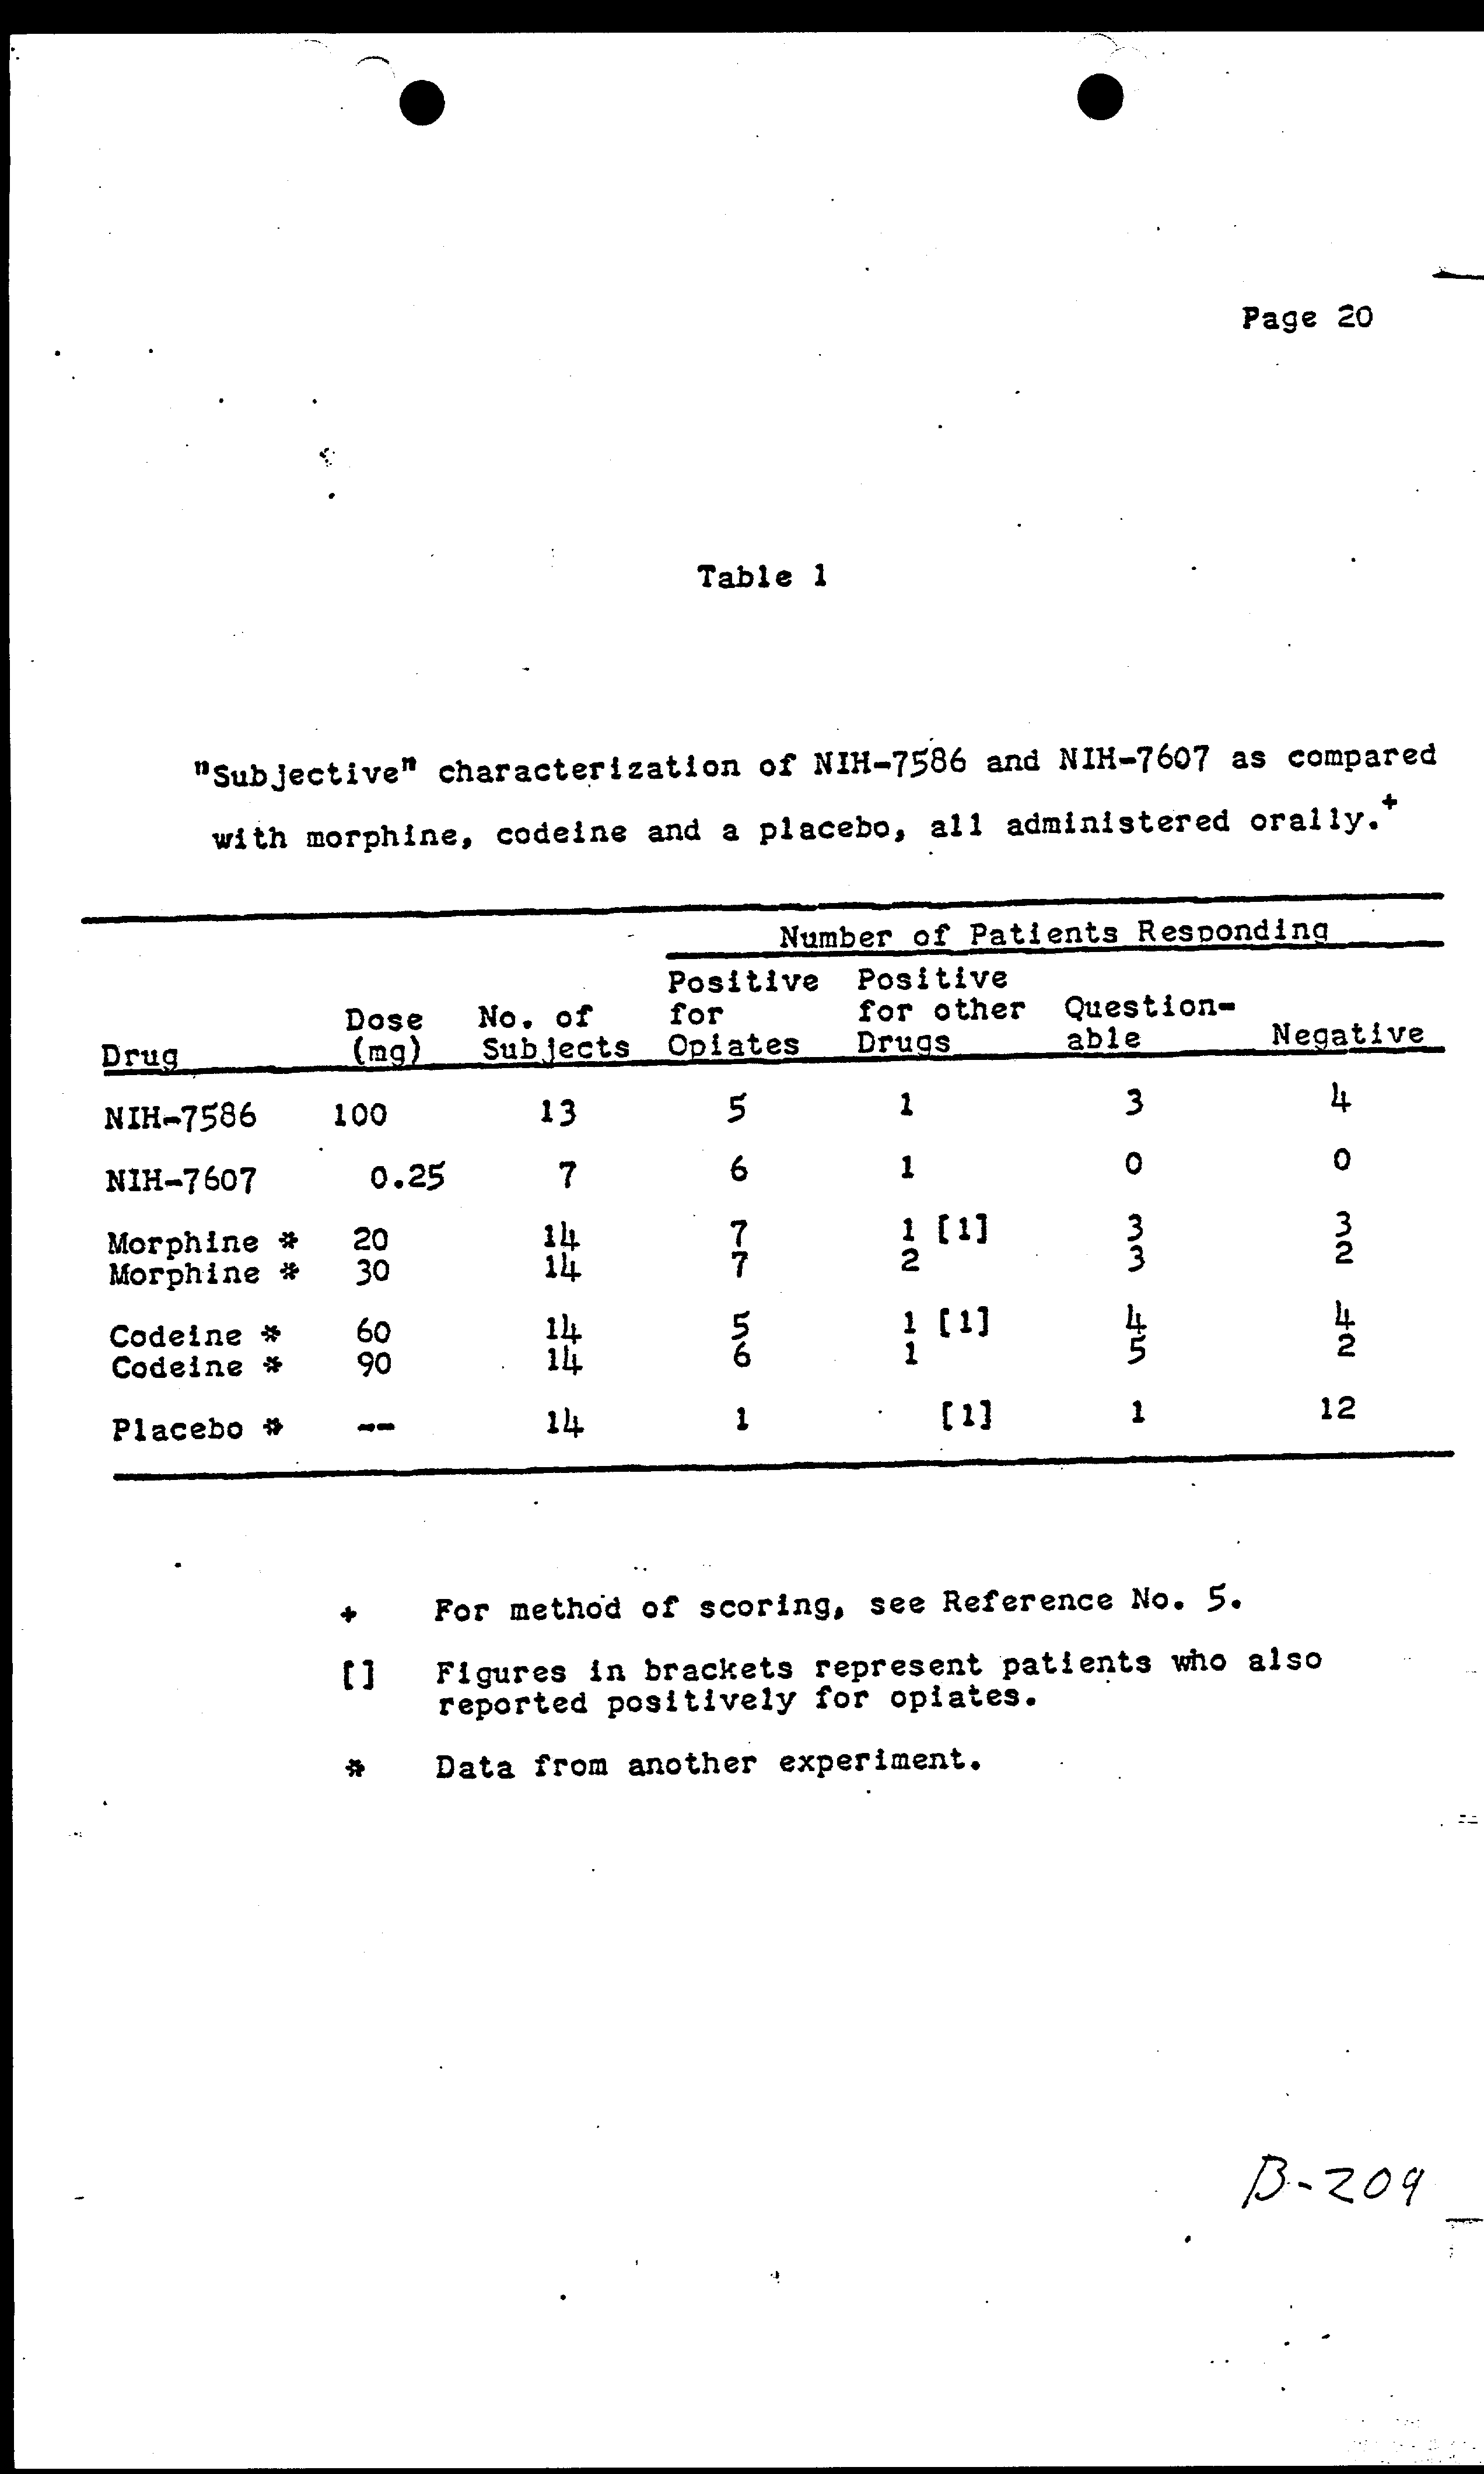 Page 20
Table 1
"Subjective" characterization of NIH-7586 and NIH-7607 as compared
with morphine, codeine and a placebo, all administered orally.+
Number of Patients Responding
Positive Positive
Dose No. of for for other Question-
Drug (mg) Subjects Opiates Drugs able Negative
NIH-7586 100 13 5 1 3 4
NIH-7607 0.25 7 6 1 0 0
Morphine * 20 14 7 1 [1] 3 3
Morphine * 30 14 7 2 3 2
Codeine * 60 14 5 1 [1] 4 4
Codeine * 90 14 6 1 5 2
Placebo * -- 14 1 [1] 1 12
+ For method of scoring, see Reference No. 5.
[] Figures in brackets represent patients who also
reported positively for opiates.
* Data from another experiment.
B-209